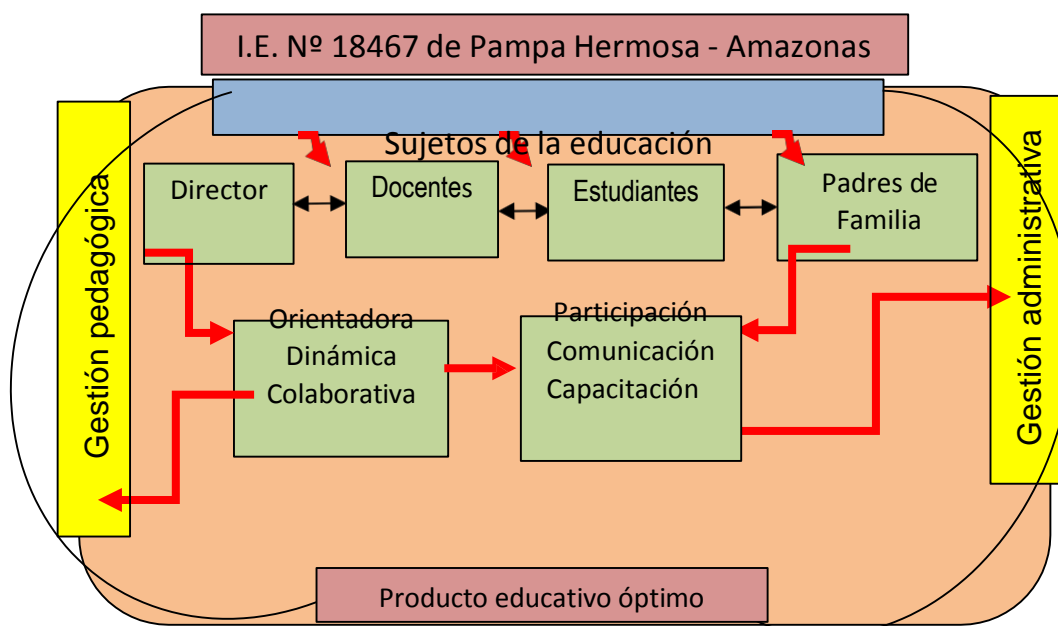 I.E. Nº 18467 de Pampa Hermosa - Amazonas
Sujetos de la educación
Gestión pedagógica
Director
Docentes
Estudiantes
Padres de
Familia
Gestión administrativa
Orientadora
Dinámica
Colaborativa
Participación
Comunicación
Capacitación
Producto educativo óptimo